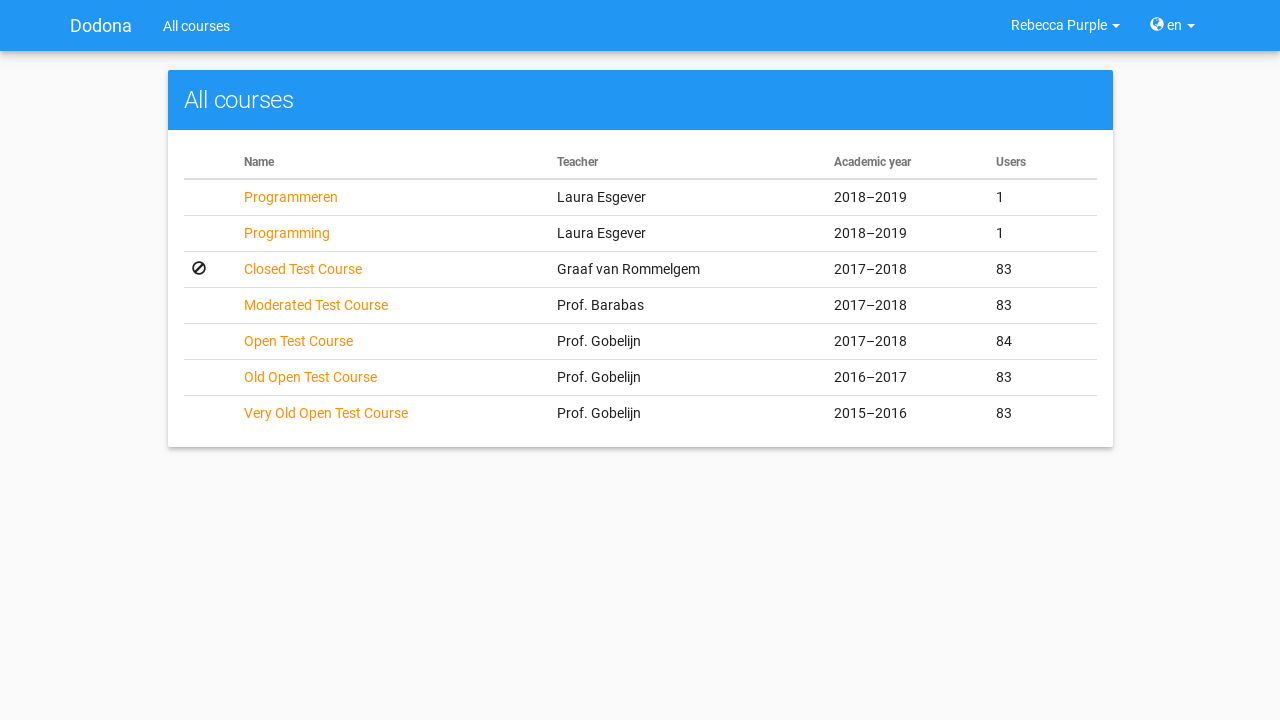 Dodona All courses Rebecca Purple en
All courses
Name Teacher Academic year Users
Programmeren Laura Esgever 2018–2019 1
Programming Laura Esgever 2018–2019 1
Closed Test Course Graaf van Rommelgem 2017–2018 83
Moderated Test Course Prof. Barabas 2017–2018 83
Open Test Course Prof. Gobelijn 2017–2018 84
Old Open Test Course Prof. Gobelijn 2016–2017 83
Very Old Open Test Course Prof. Gobelijn 2015–2016 83